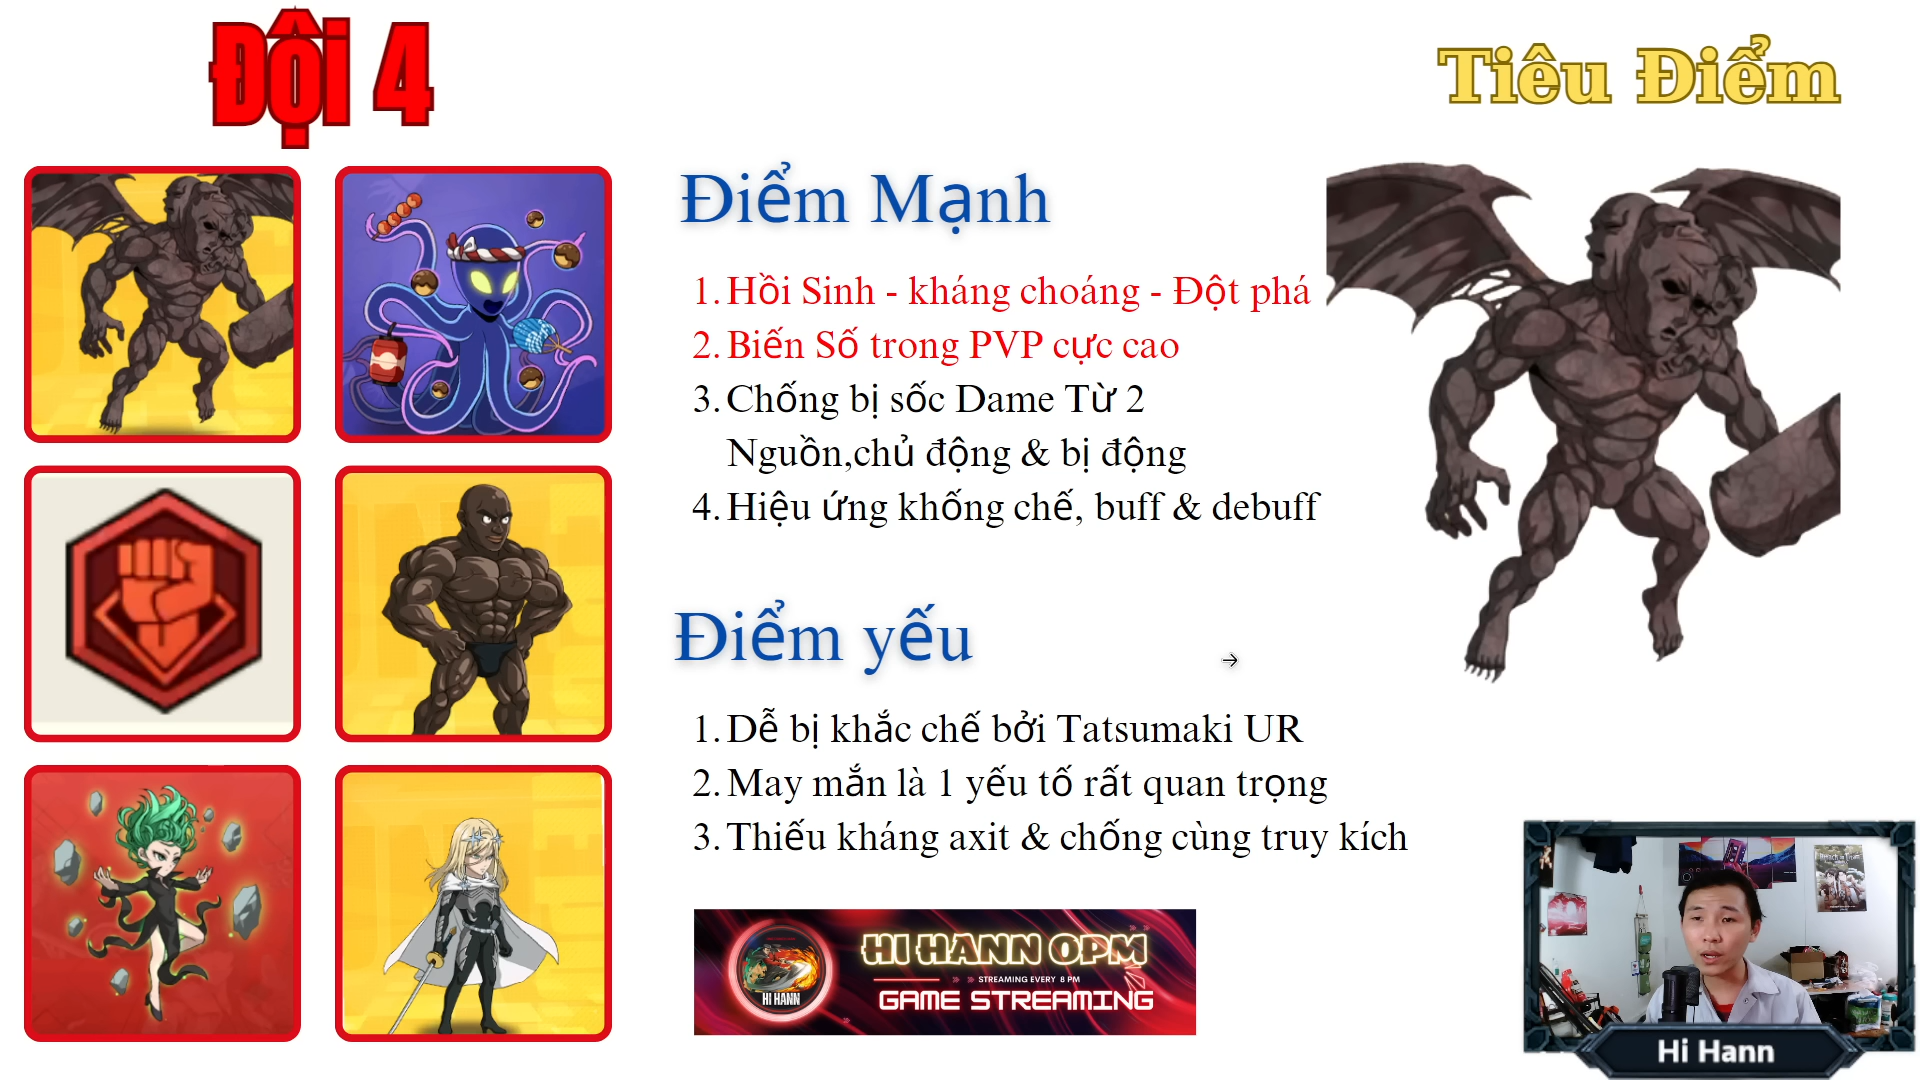 Đội 4
Tiêu Điểm
Điểm Mạnh
1. Hồi Sinh - kháng choáng - Đột phá
2. Biến Số trong PVP cực cao
3. Chống bị sốc Dame Từ 2
Nguồn,chủ động & bị động
4. Hiệu ứng khống chế, buff & debuff
Điểm yếu
1. Dễ bị khắc chế bởi Tatsumaki UR
2. May mắn là 1 yếu tố rất quan trọng
3. Thiếu kháng axit & chống cùng truy kích
HI HANN OPM
STREAMING EVERY 8 PM
GAME STREAMING
HI HANN
Hi Hann